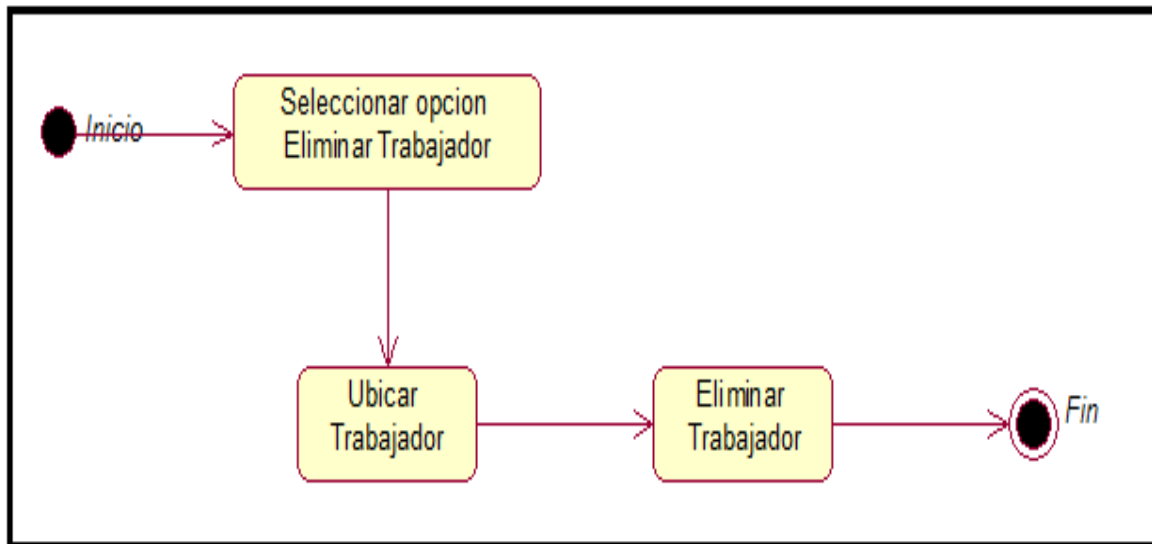 Inicio
Seleccionar opcion
Eliminar Trabajador
Ubicar
Trabajador
Eliminar
Trabajador
Fin